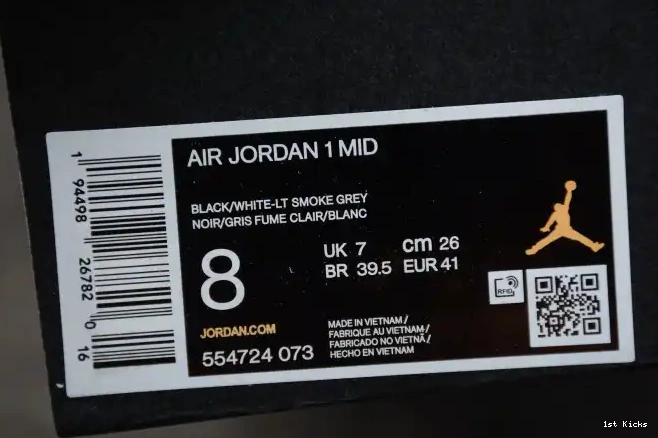 AIR JORDAN 1 MID
BLACK/WHITE-LT SMOKE GREY
NOIR/GRIS FUME CLAIR/BLANC
8
UK 7 cm 26
BR 39.5 EUR 41
RFID
JORDAN.COM
554724 073
MADE IN VIETNAM/
FABRIQUE AU VIETNAM/
FABRICADO NO VIETNÃ/
HECHO EN VIETNAM
1 94498 26782 0 16
1st Kicks